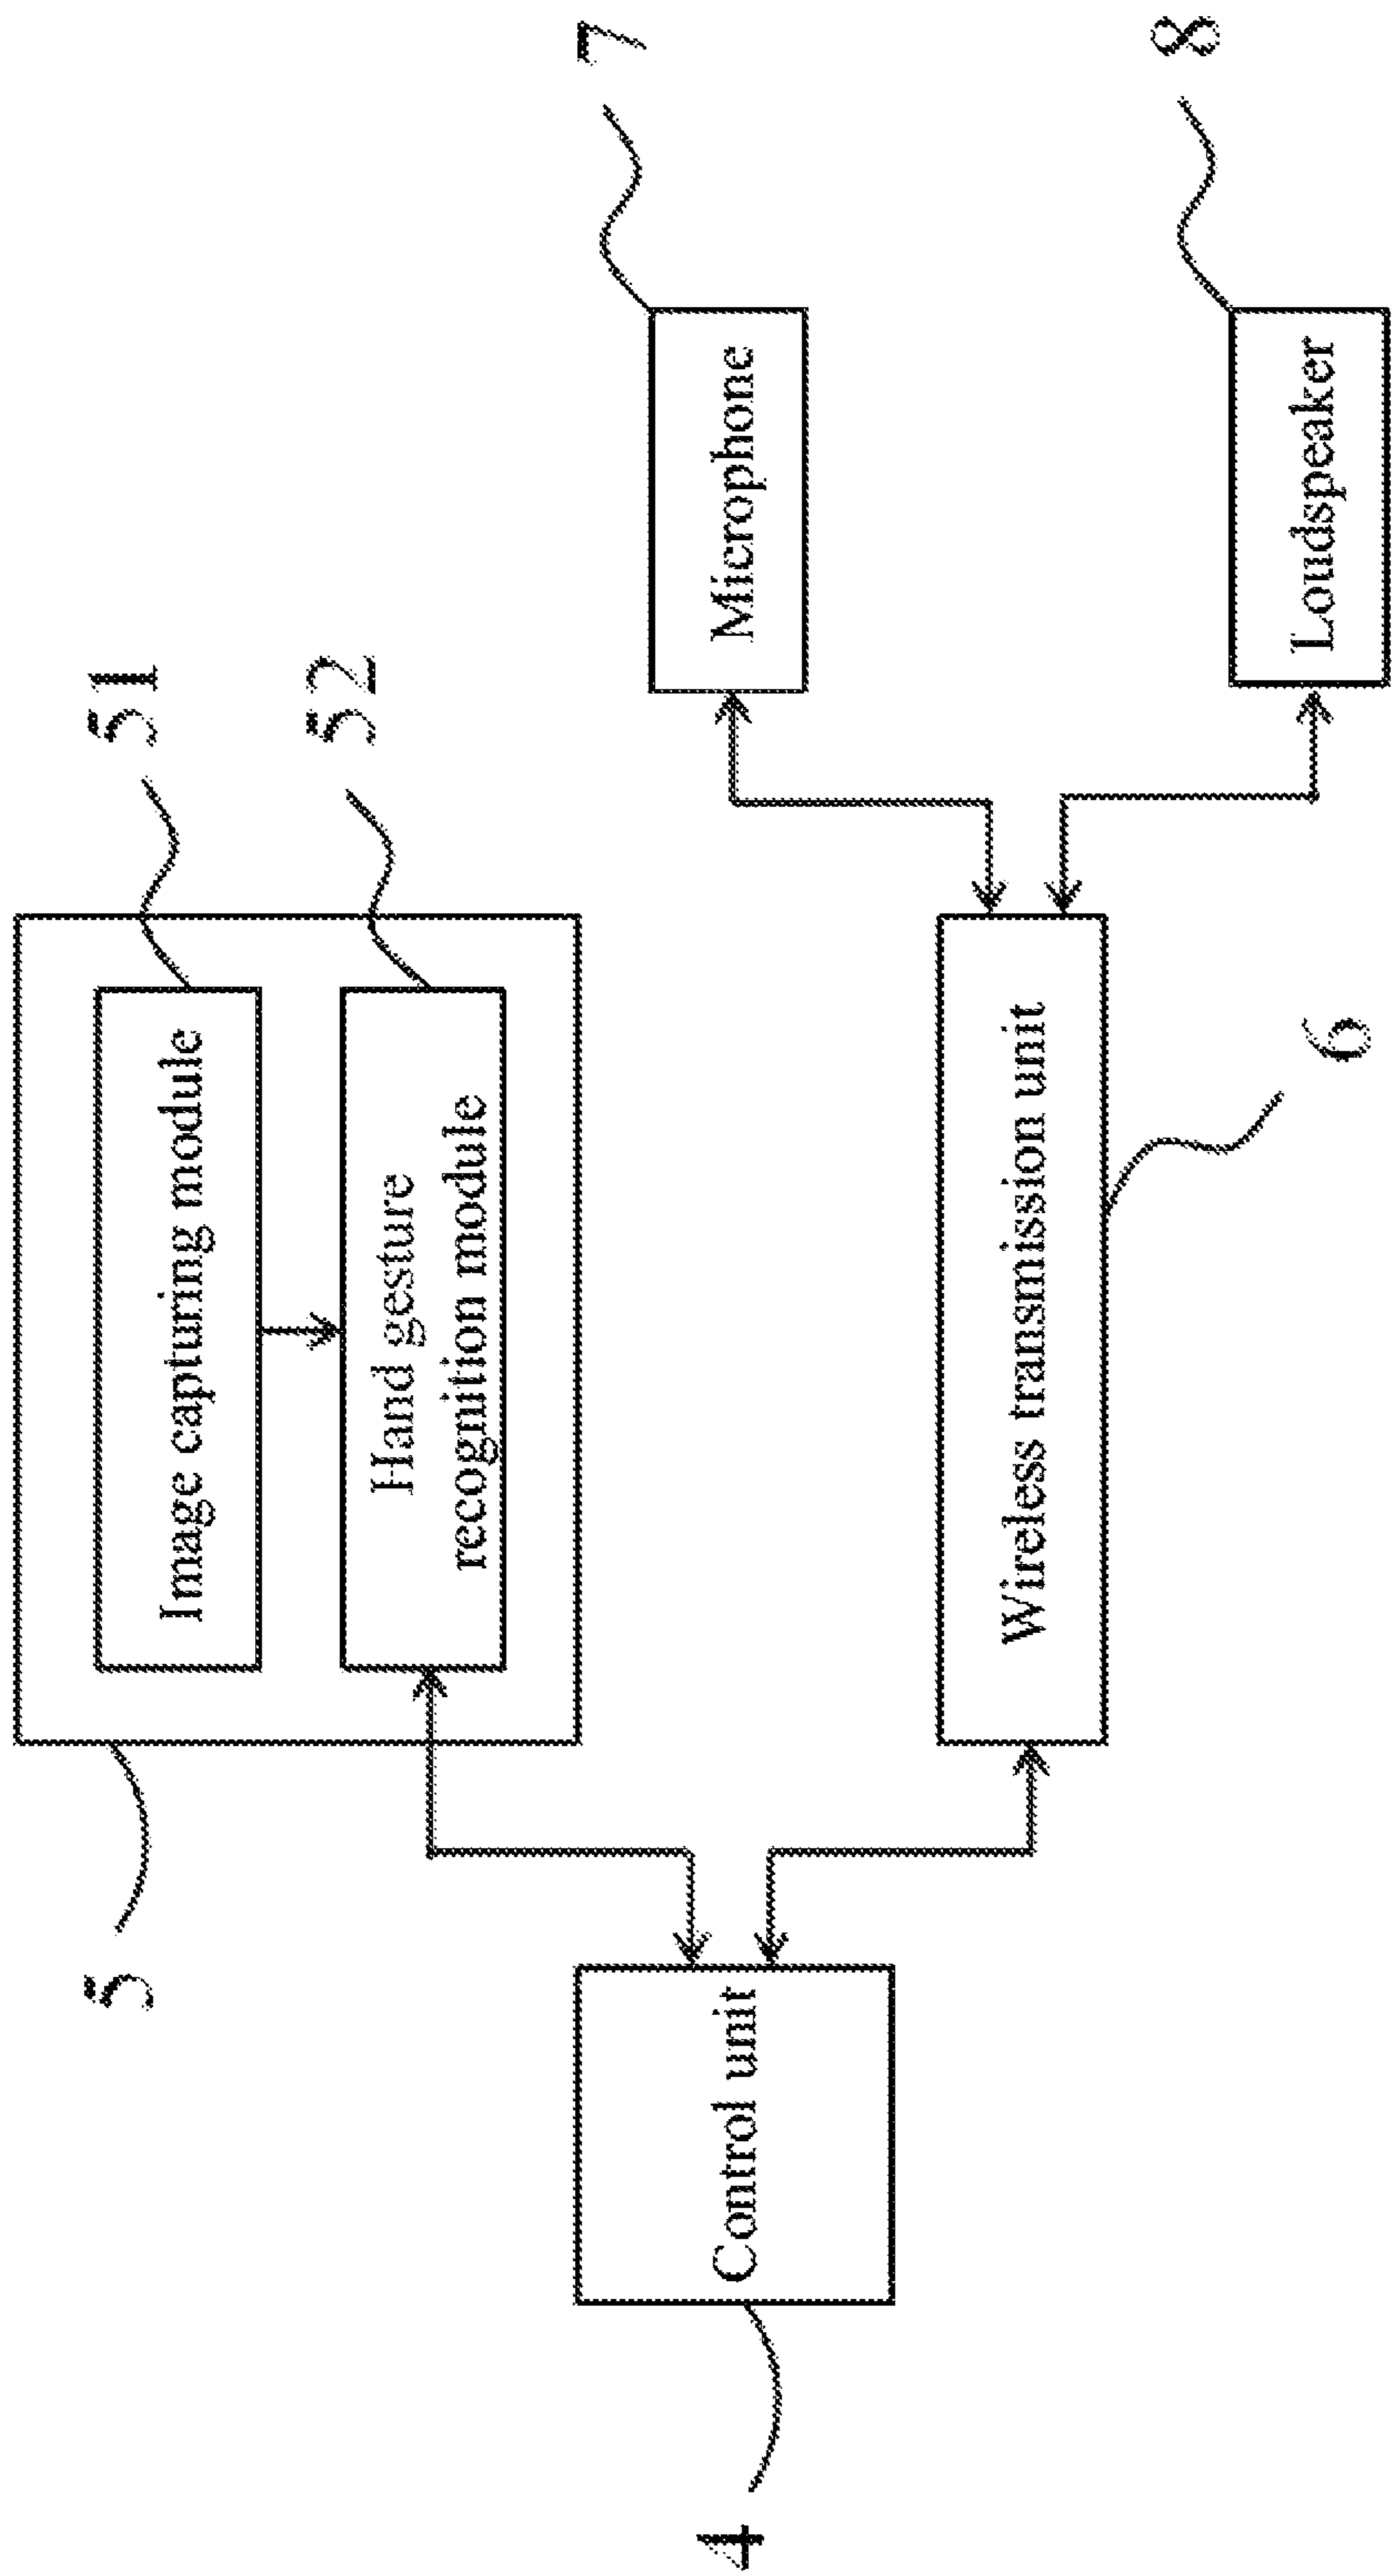 51
Image capturing module
52
Hand gesture
recognition module
5
7
Microphone
Control unit
4
Wireless transmission unit
6
8
Loudspeaker